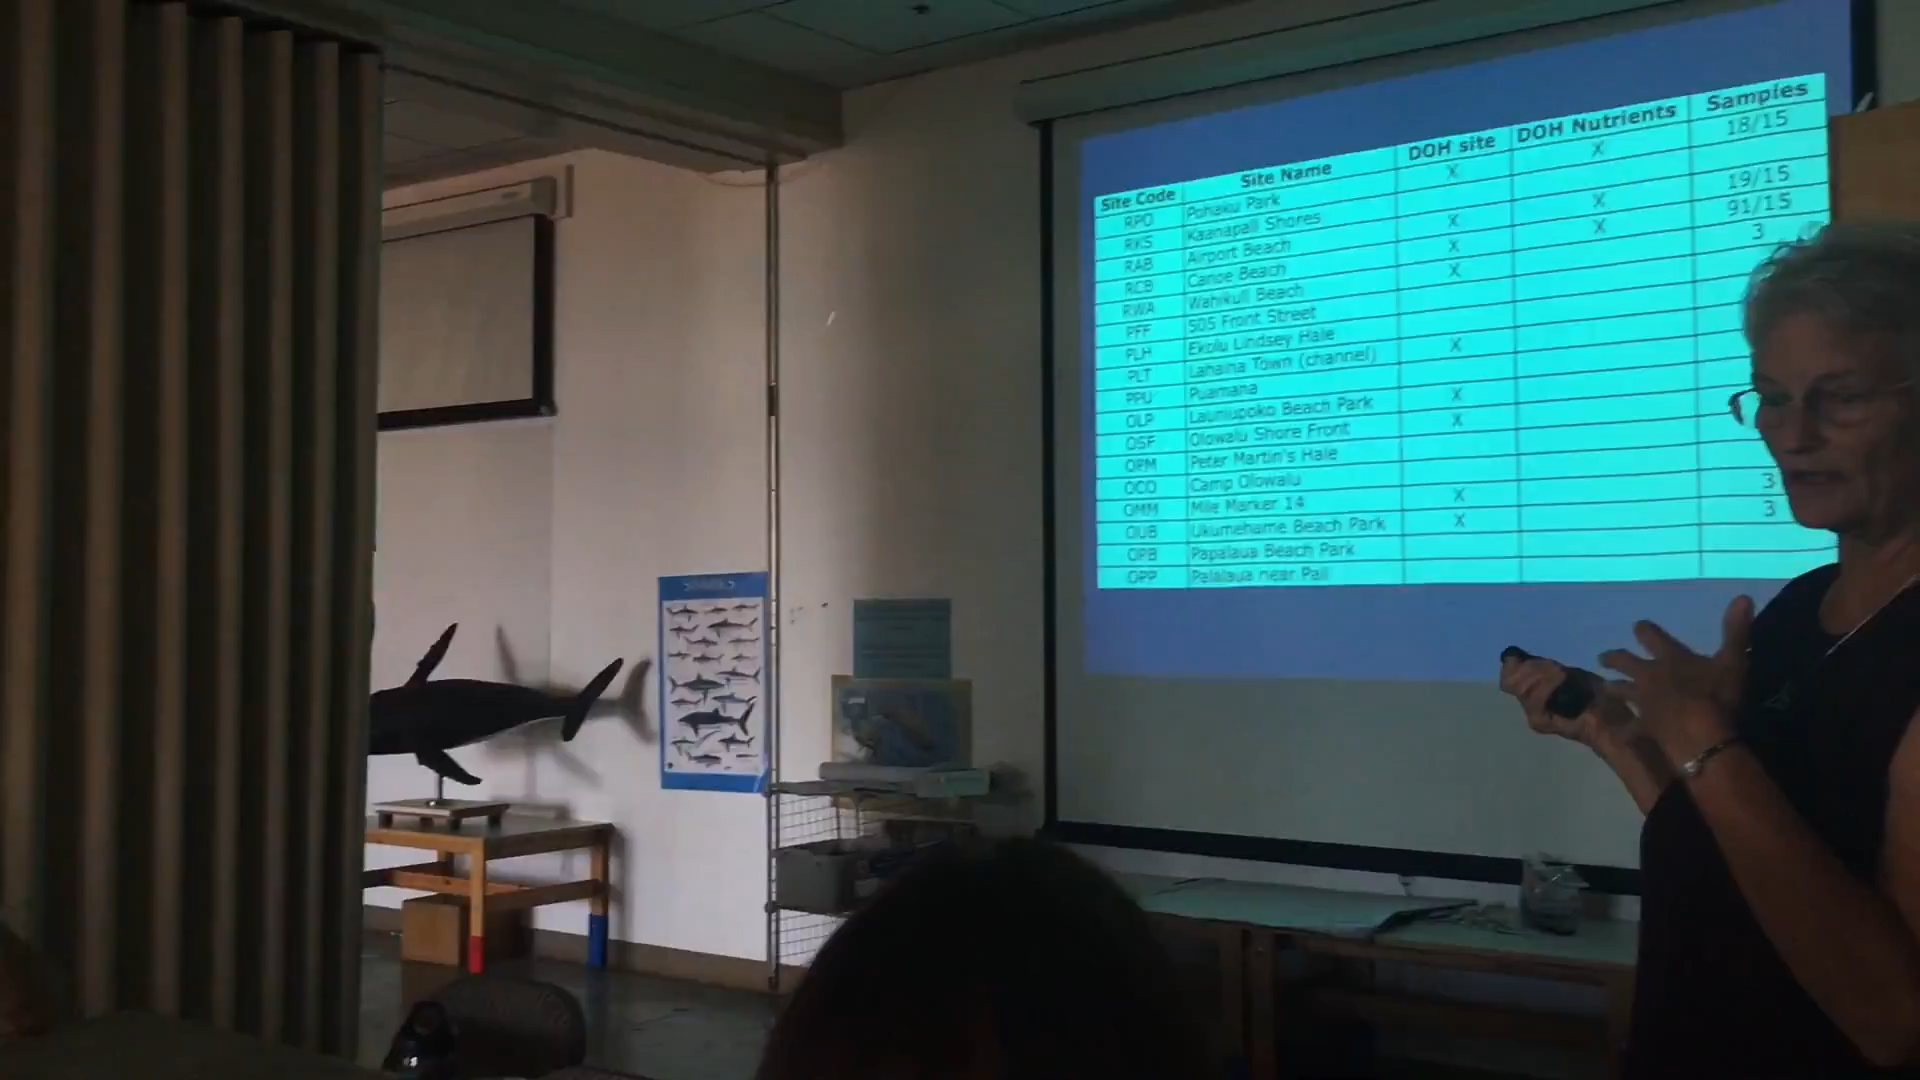 Site Code Site Name DOH site DOH Nutrients Samples
RPO Pohaku Park X X 18/15
RKS Kaanapali Shores
RAB Airport Beach X X 19/15
RCB Canoe Beach X X 91/15
RWA Wahikuli Beach X 3
PFF 505 Front Street
PLH Ekolu Lindsey Hale
PLT Lahaina Town (channel) X
PPU Puamana
OLP Launiupoko Beach Park X
OSF Olowalu Shore Front X
OPM Peter Martin's Hale
OCO Camp Olowalu
OMM Mile Marker 14 X 3
OUB Ukumehame Beach Park X 3
OPB Papalaua Beach Park
OPP near Pali
SHARKS